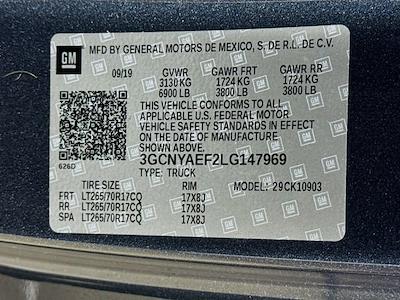 GM
MFD BY GENERAL MOTORS DE MEXICO, S. DE R.L. DE C.V.
09/19 GVWR GAWR FRT GAWR RR
3130 KG 1724 KG 1724 KG
6900 LB 3800 LB 3800 LB
THIS VEHICLE CONFORMS TO ALL
APPLICABLE U.S. FEDERAL MOTOR
VEHICLE SAFETY STANDARDS IN EFFECT
ON THE DATE OF MANUFACTURE
SHOWN ABOVE.
3GCNYAEF2LG147969
626D TYPE: TRUCK
TIRE SIZE RIM MODEL: 29CK10903
FRT LT265/70R17CQ 17X8J
RR LT265/70R17CQ 17X8J
SPA LT265/70R17CQ 17X8J